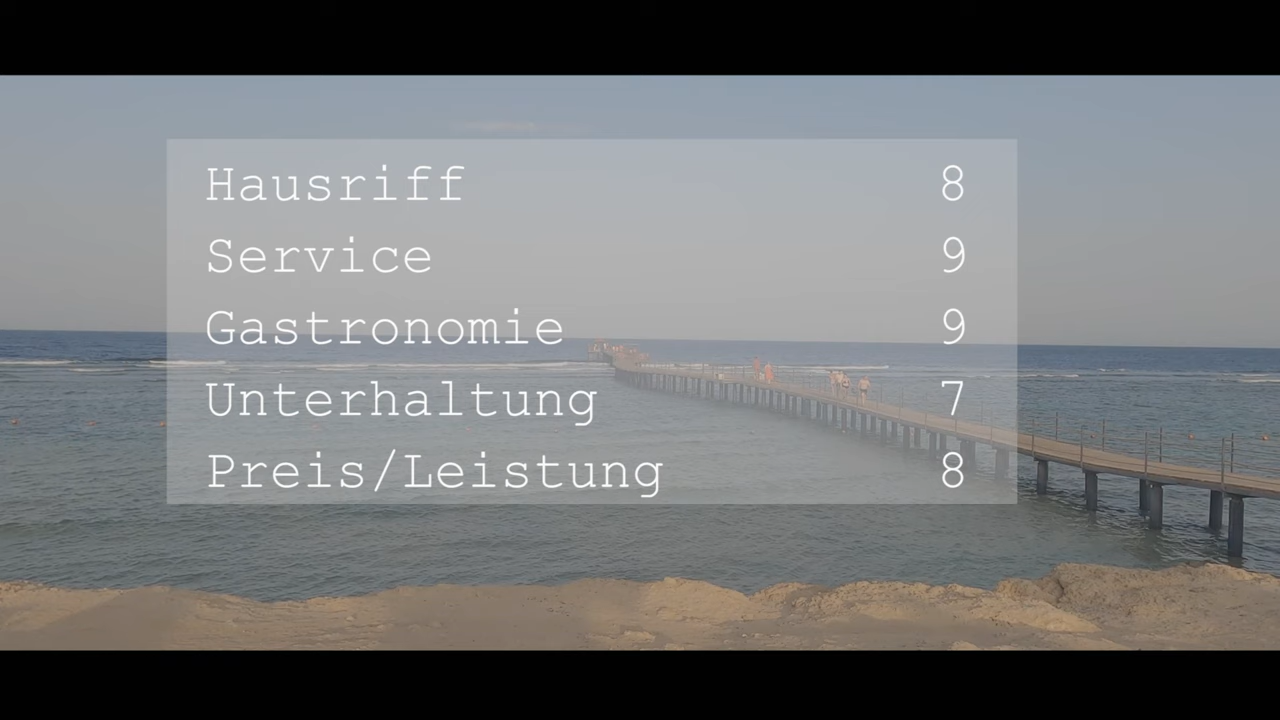 Hausriff 8
Service 9
Gastronomie 9
Unterhaltung 7
Preis/Leistung 8